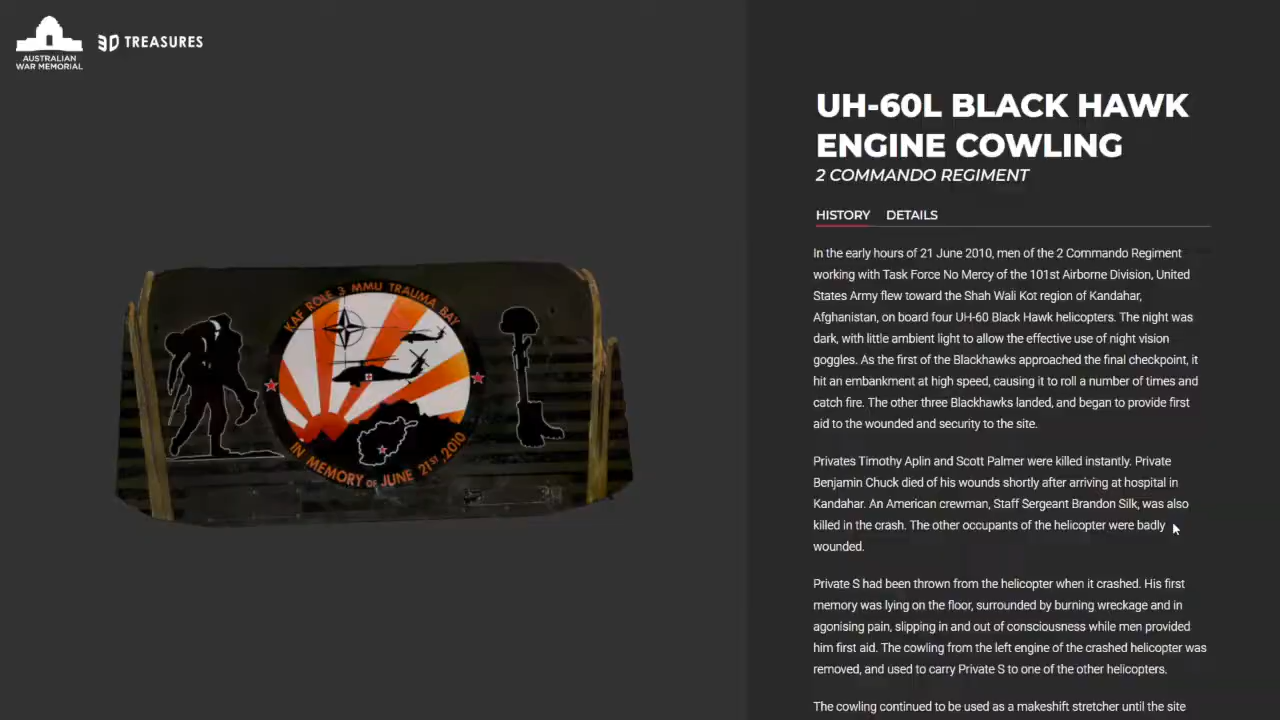 AUSTRALIAN
WAR MEMORIAL
3D TREASURES
UH-60L BLACK HAWK
ENGINE COWLING
2 COMMANDO REGIMENT
HISTORY DETAILS
In the early hours of 21 June 2010, men of the 2 Commando Regiment
working with Task Force No Mercy of the 101st Airborne Division, United
States Army flew toward the Shah Wali Kot region of Kandahar,
Afghanistan, on board four UH-60 Black Hawk helicopters. The night was
dark, with little ambient light to allow the effective use of night vision
goggles. As the first of the Blackhawks approached the final checkpoint, it
hit an embankment at high speed, causing it to roll a number of times and
catch fire. The other three Blackhawks landed, and began to provide first
aid to the wounded and security to the site.
Privates Timothy Aplin and Scott Palmer were killed instantly. Private
Benjamin Chuck died of his wounds shortly after arriving at hospital in
Kandahar. An American crewman, Staff Sergeant Brandon Silk, was also
killed in the crash. The other occupants of the helicopter were badly
wounded.
Private S had been thrown from the helicopter when it crashed. His first
memory was lying on the floor, surrounded by burning wreckage and in
agonising pain, slipping in and out of consciousness while men provided
him first aid. The cowling from the left engine of the crashed helicopter was
removed, and used to carry Private S to one of the other helicopters.
The cowling continued to be used as a makeshift stretcher until the site
KAF ROLE 3 MMU TRAUMA BAY
IN MEMORY OF JUNE 21ST 2010